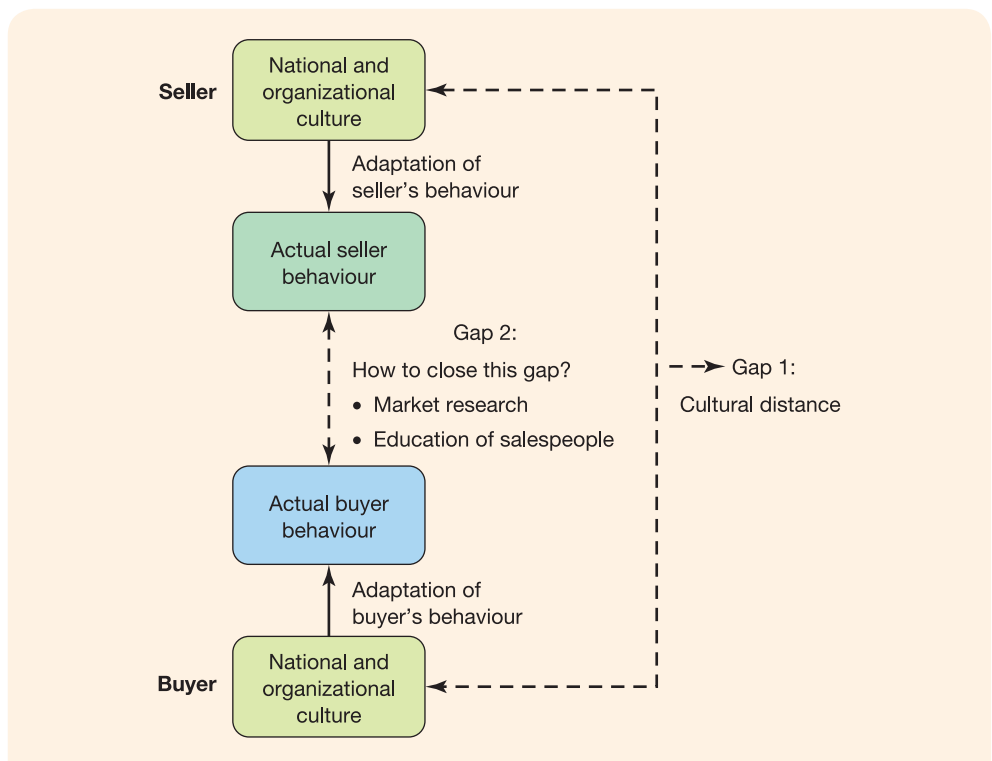 Seller
National and
organizational
culture
Adaptation of
seller's behaviour
Actual seller
behaviour
Gap 2:
How to close this gap?
• Market research
• Education of salespeople
Gap 1:
Cultural distance
Actual buyer
behaviour
Adaptation of
buyer's behaviour
Buyer
National and
organizational
culture